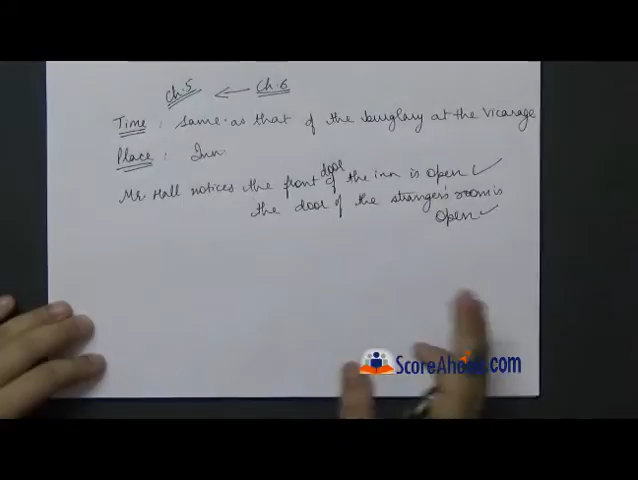 Ch.5 ← Ch.6
Time : same as that of the burglary at the Vicarage
Place : Inn
Mr. Hall notices the front door of the inn is open ✓
the door of the stranger's room is
open ✓
ScoreAhead.com